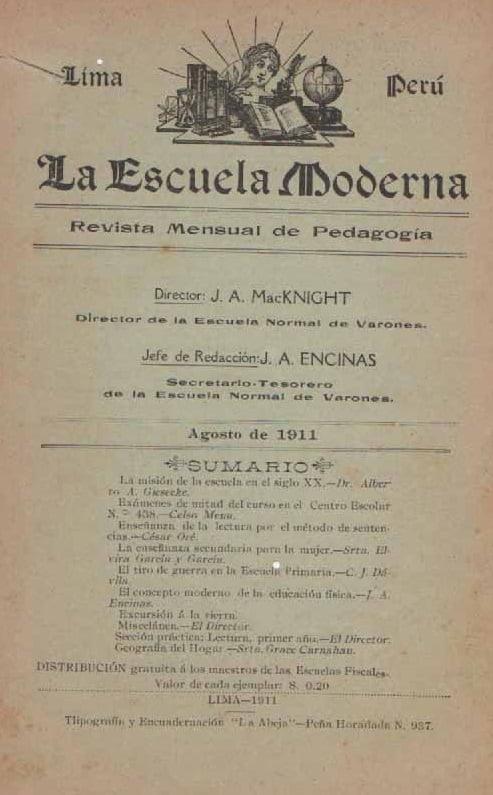 Lima
Perú
La Escuela Moderna
Revista Mensual de Pedagogía
Director: J. A. MacKNIGHT
Director de la Escuela Normal de Varones.
Jefe de Redacción: J. A. ENCINAS
Secretario-Tesorero
de la Escuela Normal de Varones.
Agosto de 1911
SUMARIO
La misión de la escuela en el siglo XX.—Dr. Alber
to A. Giesecke.
Exámenes de mitad del curso en el Centro Escolar
N.º 438.—Celso Mena.
Enseñanza de la lectura por el método de senten-
cias.—César Oré.
La enseñanza secundaria para la mujer.—Srta. El-
vira García y García.
El tiro de guerra en la Escuela Primaria.—C. J. Dá-
vila.
El concepto moderno de la educación física.—J. A.
Encinas.
Excursión á la sierra.
Miscelánea.—El Director.
Sección práctica: Lectura, primer año.—El Director.
Geografía del Hogar—Srta. Grace Carnahan.
DISTRIBUCIÓN gratuita á los maestros de las Escuelas Fiscales.
Valor de cada ejemplar: S. 0.20
LIMA—1911
Tlipografía y Encuadernación "La Abeja"—Peña Horadada N. 937.